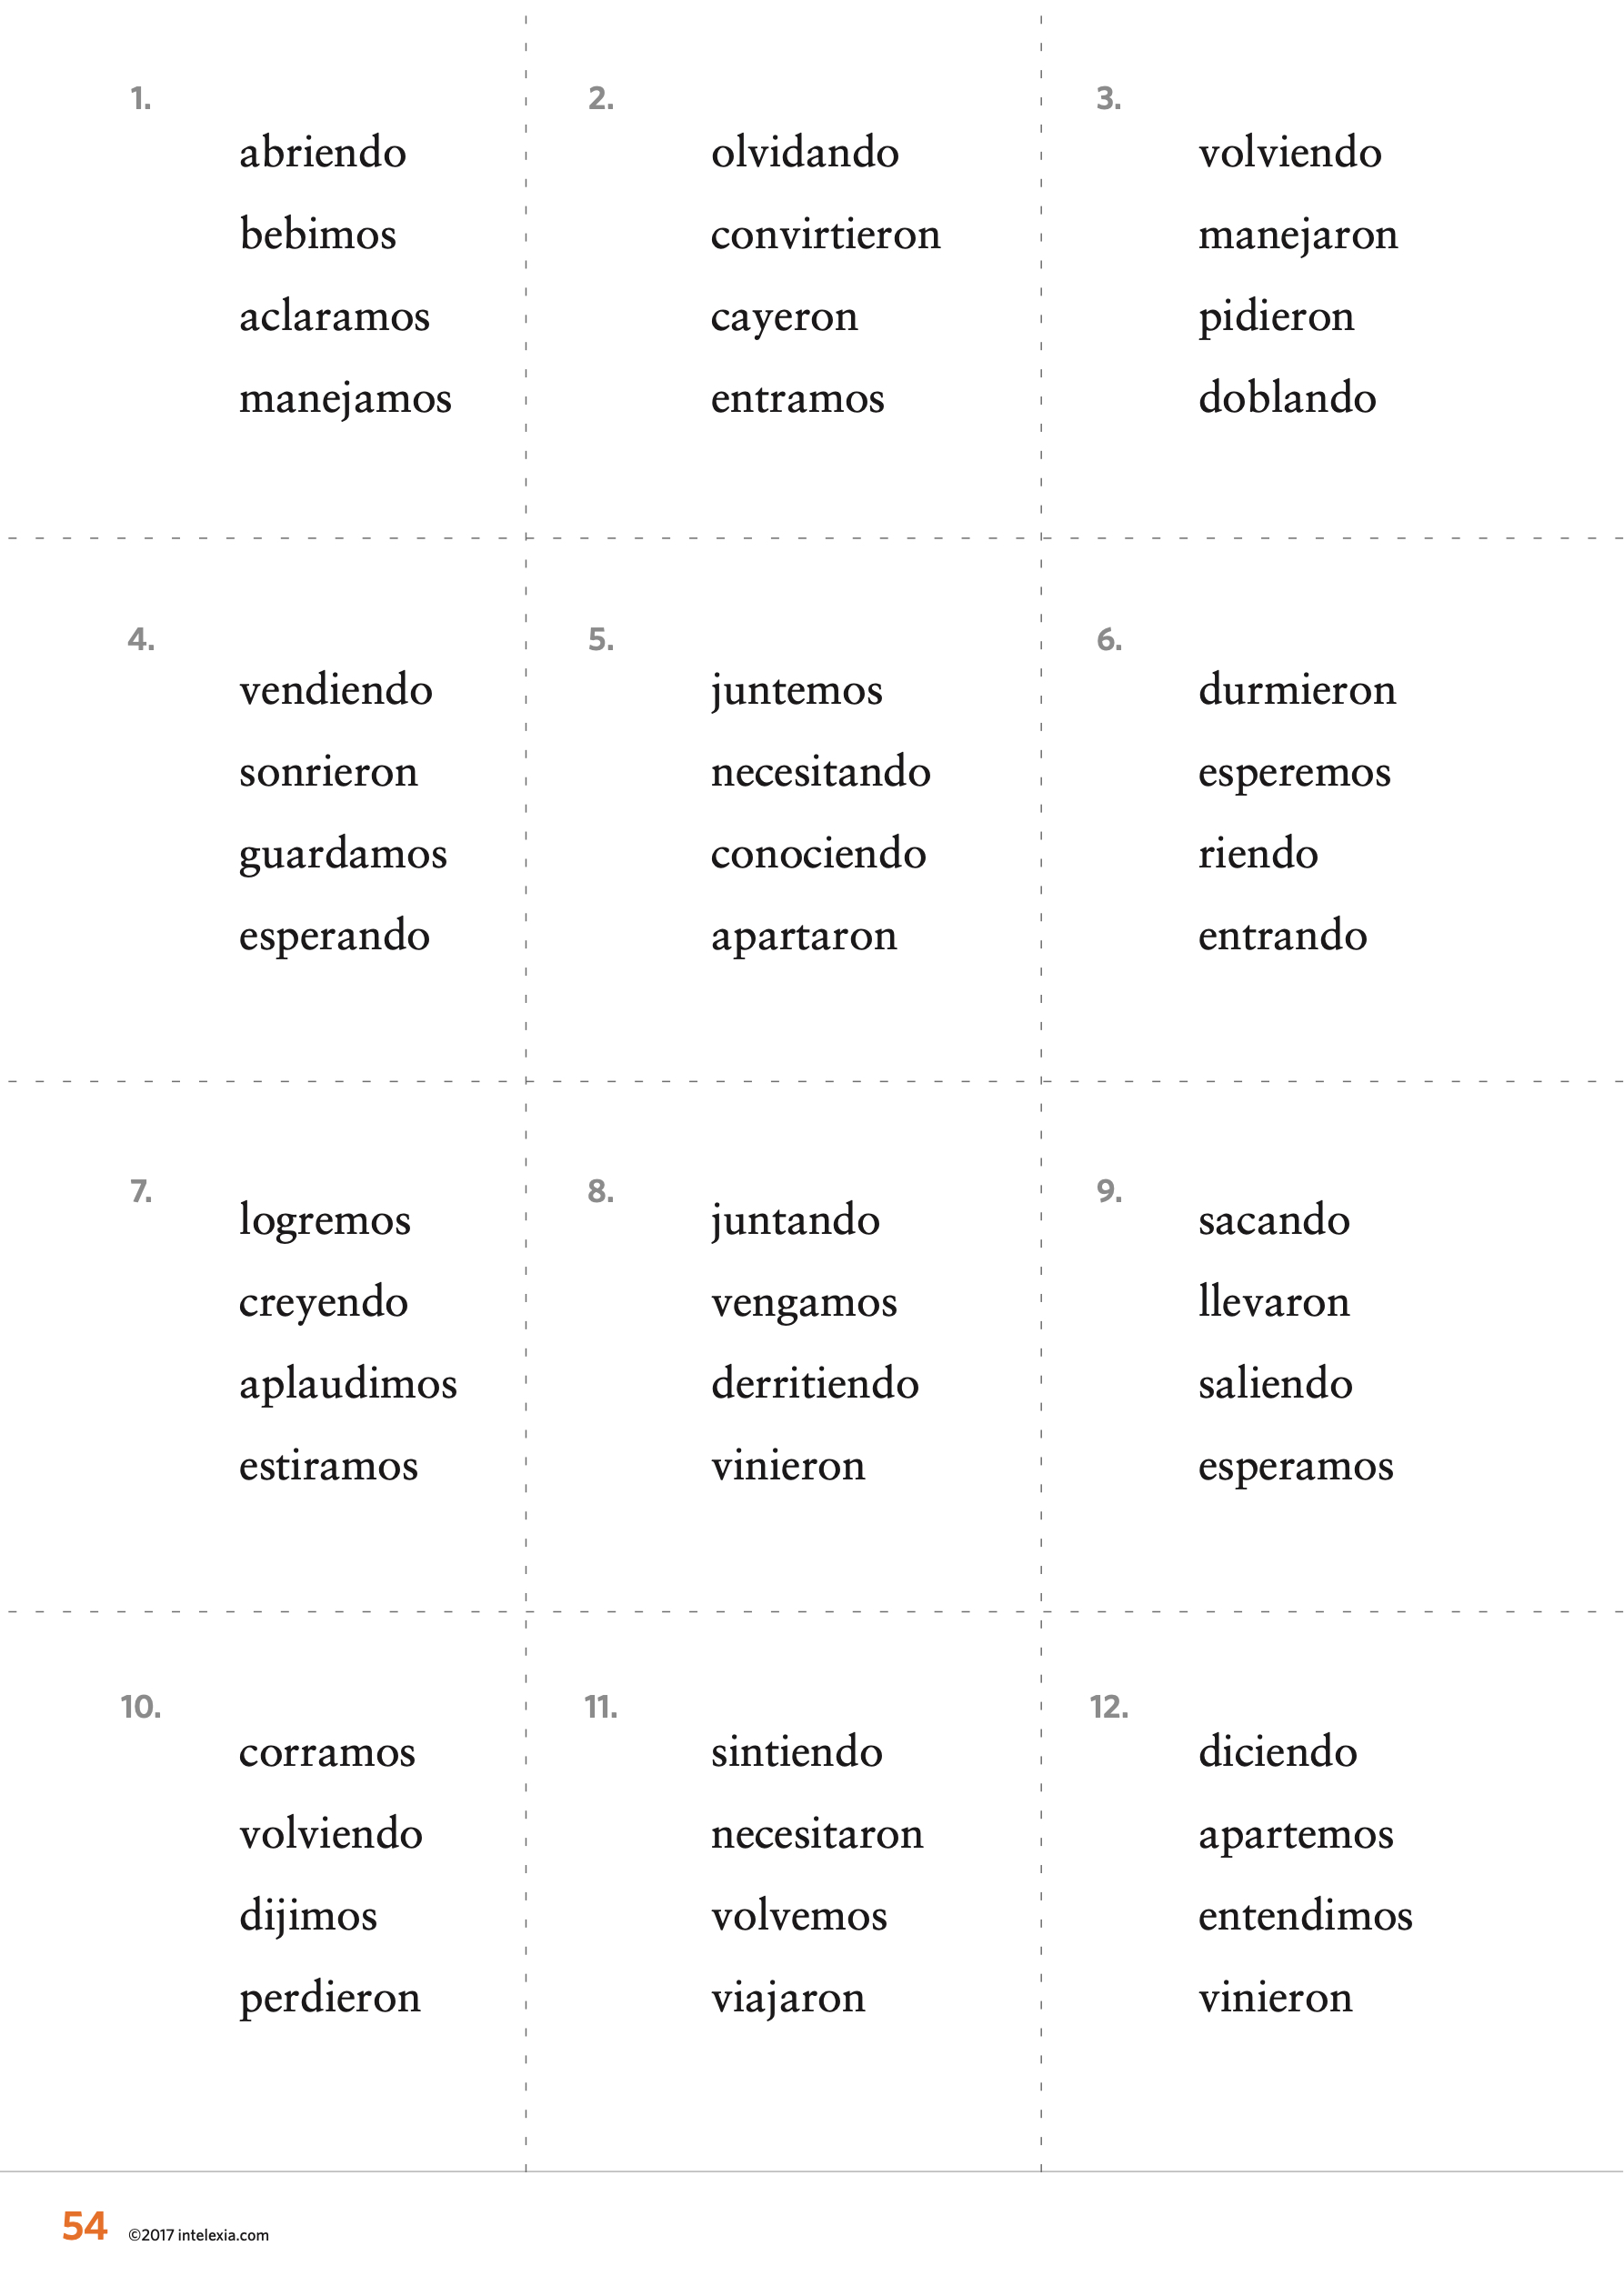 1.
abriendo
bebimos
aclaramos
manejamos
2.
olvidando
convirtieron
cayeron
entramos
3.
volviendo
manejaron
pidieron
doblando
4.
vendiendo
sonrieron
guardamos
esperando
5.
juntemos
necesitando
conociendo
apartaron
6.
durmieron
esperemos
riendo
entrando
7.
logremos
creyendo
aplaudimos
estiramos
8.
juntando
vengamos
derritiendo
vinieron
9.
sacando
llevaron
saliendo
esperamos
10.
corramos
volviendo
dijimos
perdieron
11.
sintiendo
necesitaron
volvemos
viajaron
12.
diciendo
apartemos
entendimos
vinieron
54 ©2017 intelexia.com